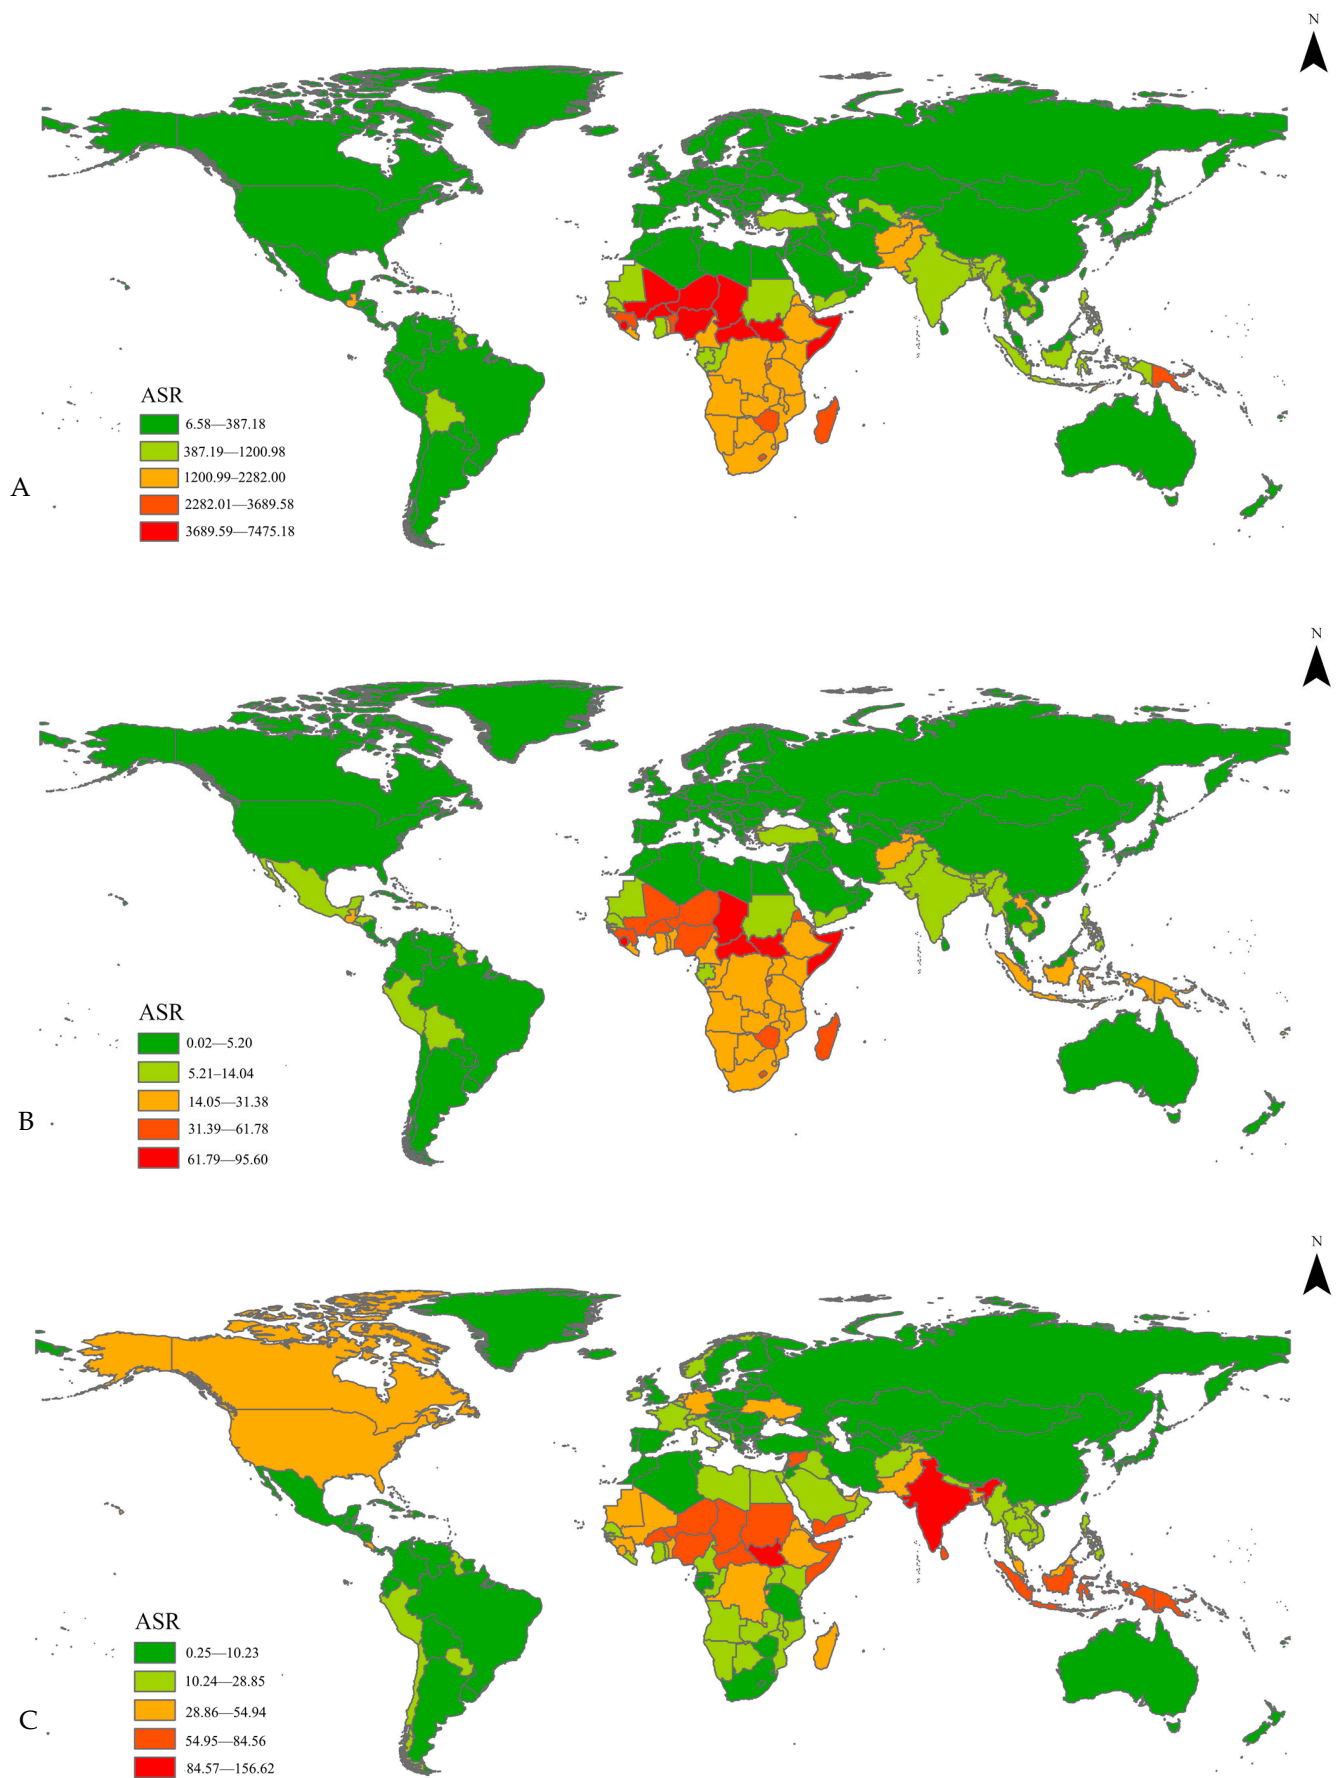 N
ASR
6.58—387.18
387.19—1200.98
1200.99—2282.00
2282.01—3689.58
3689.59—7475.18
A
N
ASR
0.02—5.20
5.21–14.04
14.05—31.38
31.39—61.78
61.79—95.60
B
N
ASR
0.25—10.23
10.24—28.85
28.86—54.94
54.95—84.56
84.57—156.62
C